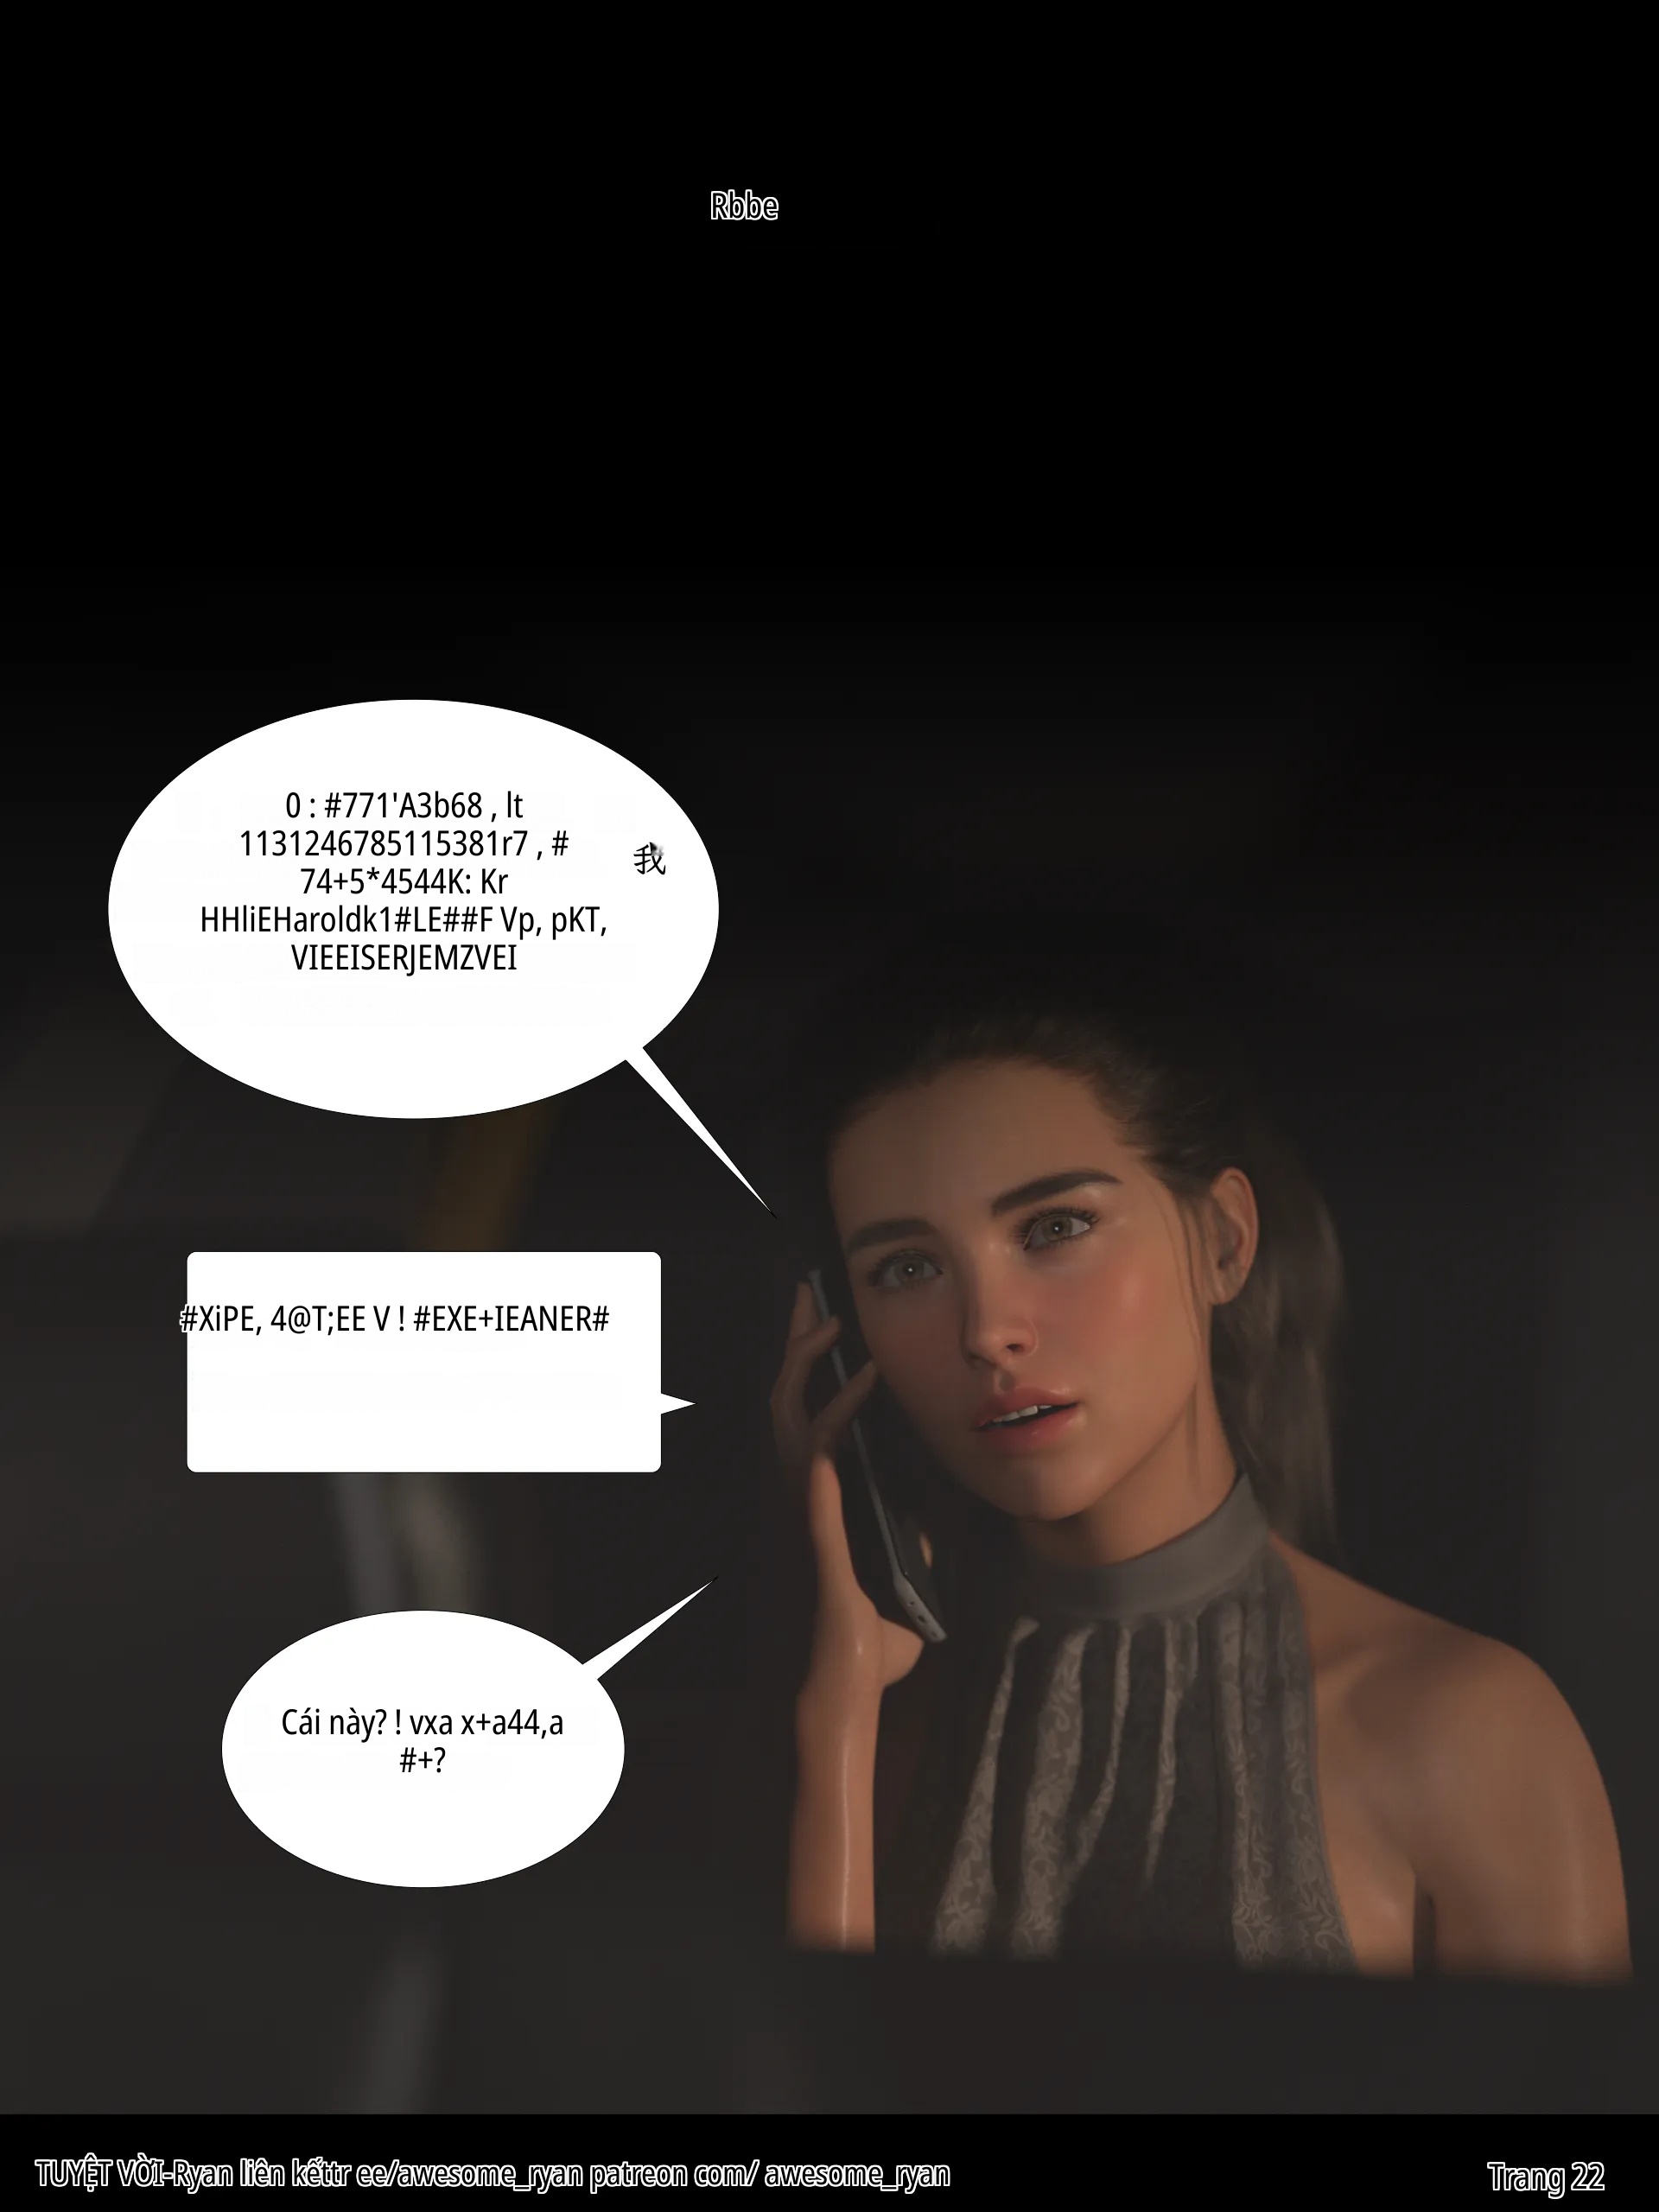 Rbbe
0 : #771'A3b68 , lt
1131246785115381r7 , #
我
74+5*4544K: Kr
HHliEHaroldk1#LE##F Vp, pKT,
VIEEISERJEMZVEI
#XiPE, 4@T;EE V ! #EXE+IEANER#
Cái này? ! vxa x+a44,a
#+?
TUYỆT VỜI-Ryan liên kếttr ee/awesome_ryan patreon com/ awesome_ryan
Trang 22